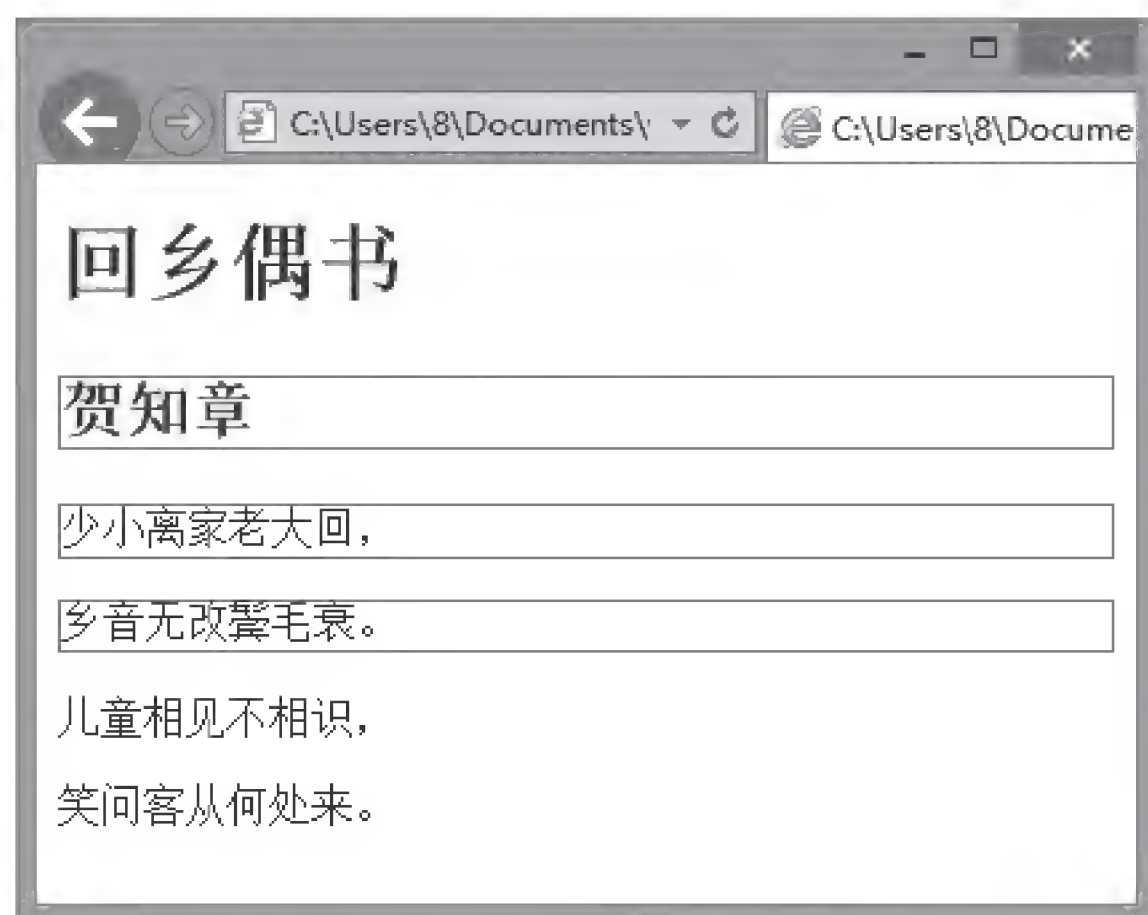 C:\Users\8\Documents\
C:\Users\8\Docume
回乡偶书
贺知章
少小离家老大回，
乡音无改鬓毛衰。
儿童相见不相识，
笑问客从何处来。